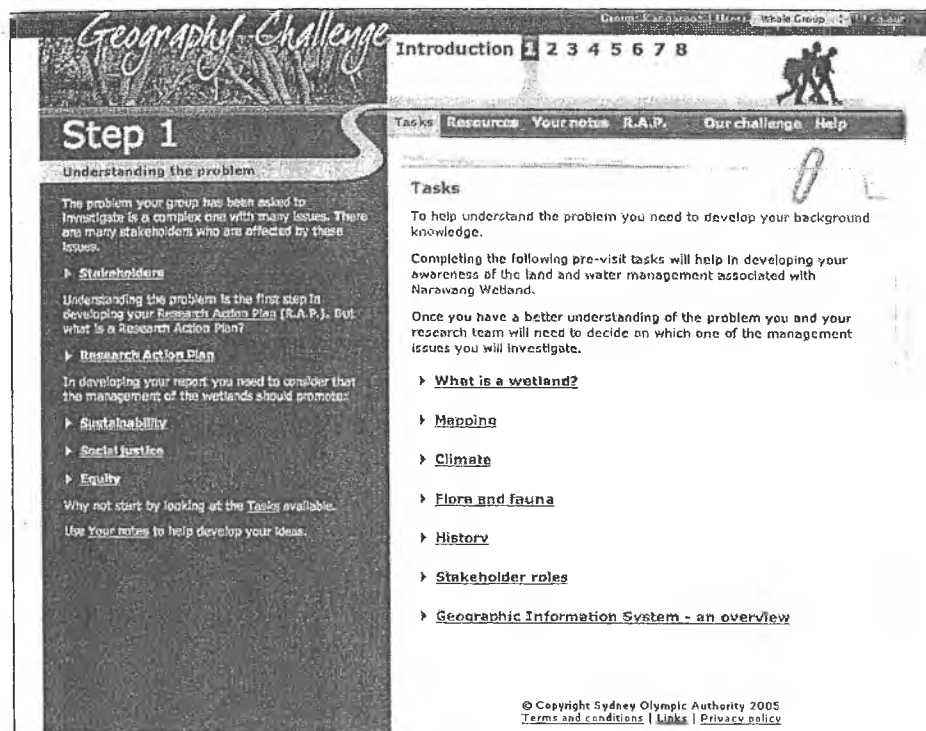 Group: Kangaroos | Users: Whole Group
Geography Challenge
Introduction 1 2 3 4 5 6 7 8
Tasks Resources Your notes R.A.P. Our challenge Help
Step 1
Understanding the problem
The problem your group has been asked to
investigate is a complex one with many issues. There
are many stakeholders who are affected by these
issues.
Stakeholders
Understanding the problem is the first step in
developing your Research Action Plan (R.A.P.). But
what is a Research Action Plan?
Research Action Plan
In developing your report you need to consider that
the management of the wetlands should promote:
Sustainability
Social justice
Equity
Why not start by looking at the Tasks available.
Use Your notes to help develop your ideas.
Tasks
To help understand the problem you need to develop your background
knowledge.
Completing the following pre-visit tasks will help in developing your
awareness of the land and water management associated with
Narawang Wetland.
Once you have a better understanding of the problem you and your
research team will need to decide on which one of the management
issues you will investigate.
What is a wetland?
Mapping
Climate
Flora and fauna
History
Stakeholder roles
Geographic Information System - an overview
© Copyright Sydney Olympic Authority 2005
Terms and conditions | Links | Privacy policy